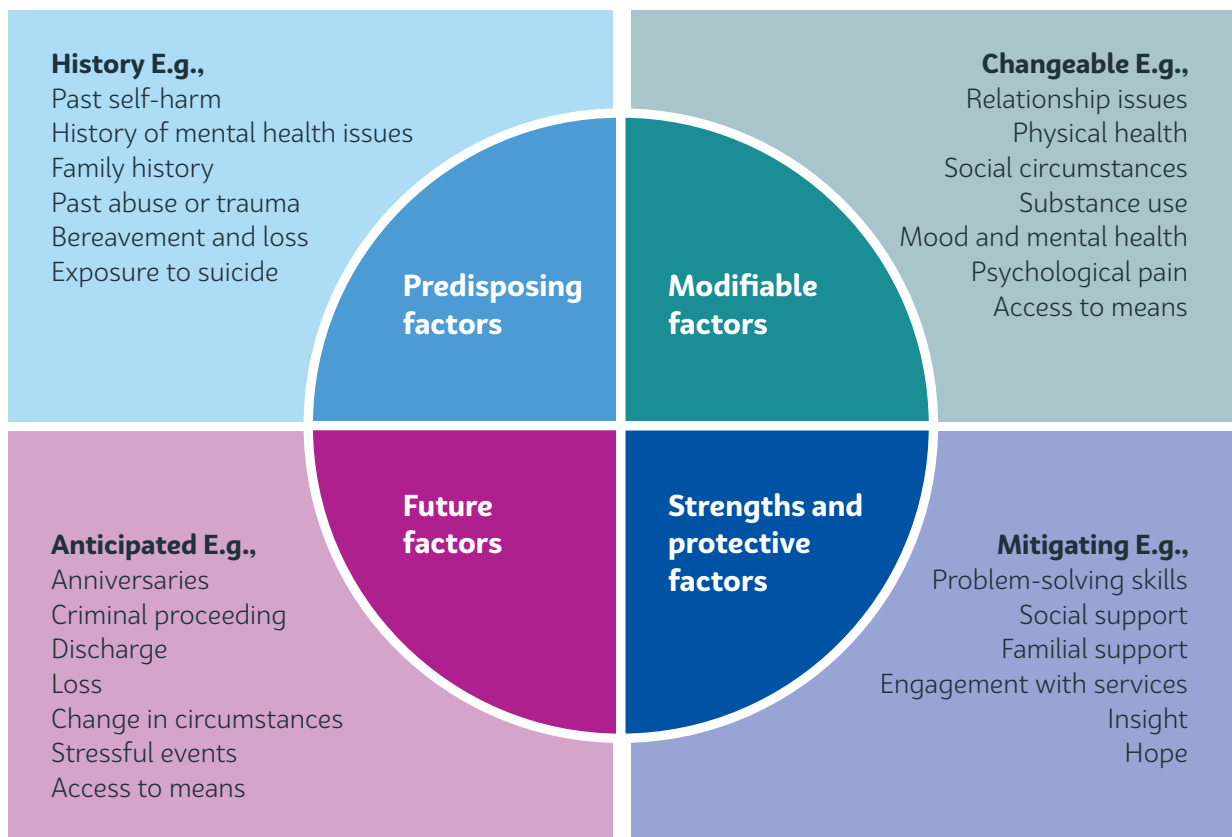 History E.g.,
Past self-harm
History of mental health issues
Family history
Past abuse or trauma
Bereavement and loss
Exposure to suicide
Predisposing
factors
Changeable E.g.,
Relationship issues
Physical health
Social circumstances
Substance use
Mood and mental health
Psychological pain
Access to means
Modifiable
factors
Anticipated E.g.,
Anniversaries
Criminal proceeding
Discharge
Loss
Change in circumstances
Stressful events
Access to means
Future
factors
Strengths and
protective
factors
Mitigating E.g.,
Problem-solving skills
Social support
Familial support
Engagement with services
Insight
Hope